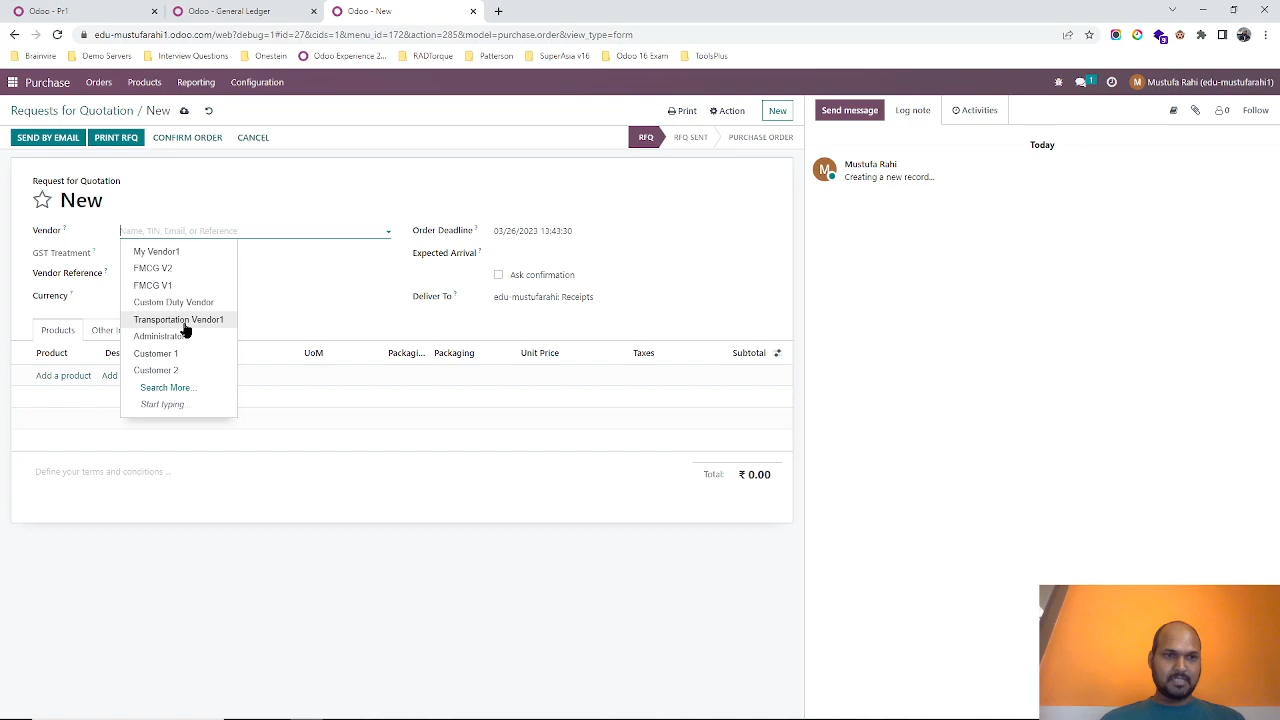 Odoo - Pr1
Odoo - General Ledger
Odoo - New
edu-mustufarahi1.odoo.com/web?debug=1#id=27&cids=1&menu_id=172&action=285&model=purchase.order&view_type=form
Brainvire
Demo Servers
Interview Questions
Onestein
Odoo Experience 2...
RADTorque
Patterson
SuperAsia v16
Odoo 16 Exam
ToolsPlus
Purchase
Orders
Products
Reporting
Configuration
1
Mustufa Rahi (edu-mustufarahi1)
Requests for Quotation / New
Print
Action
New
Send message
Log note
Activities
0
Follow
SEND BY EMAIL
PRINT RFQ
CONFIRM ORDER
CANCEL
RFQ
RFQ SENT
PURCHASE ORDER
Today
M
Mustufa Rahi
Creating a new record...
Request for Quotation
New
Vendor ?
Name, TIN, Email, or Reference
GST Treatment ?
Vendor Reference ?
Currency ?
My Vendor1
FMCG V2
FMCG V1
Custom Duty Vendor
Transportation Vendor1
Administrator
Customer 1
Customer 2
Search More...
Start typing...
Order Deadline ?
03/26/2023 13:43:30
Expected Arrival ?
Ask confirmation
Deliver To ?
edu-mustufarahi: Receipts
Products
Other In
Product
Des
UoM
Packagi...
Packaging
Unit Price
Taxes
Subtotal
Add a product
Add
Define your terms and conditions ...
Total:
₹ 0.00